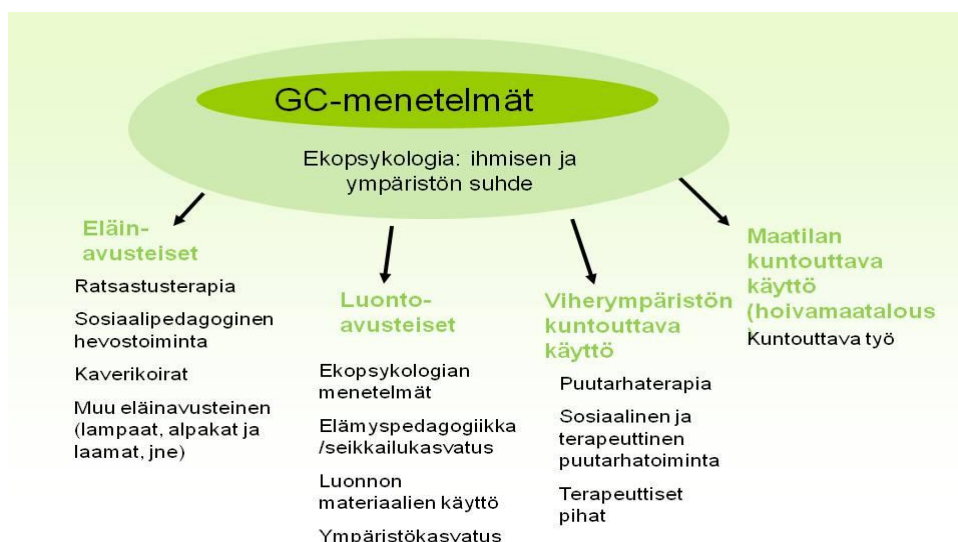 GC-menetelmät
Ekopsykologia: ihmisen ja
ympäristön suhde
Eläin-
avusteiset
Ratsastusterapia
Sosiaalipedagoginen
hevostoiminta
Kaverikoirat
Muu eläinavusteinen
(lampaat, alpakat ja
laamat, jne)
Luonto-
avusteiset
Ekopsykologian
menetelmät
Elämyspedagogiikka
/seikkailukasvatus
Luonnon
materiaalien käyttö
Ympäristökasvatus
Viherympäristön
kuntouttava
käyttö
Puutarhaterapia
Sosiaalinen ja
terapeuttinen
puutarhatoiminta
Terapeuttiset
pihat
Maatilan
kuntouttava
käyttö
(hoivamaatalous
)
Kuntouttava työ